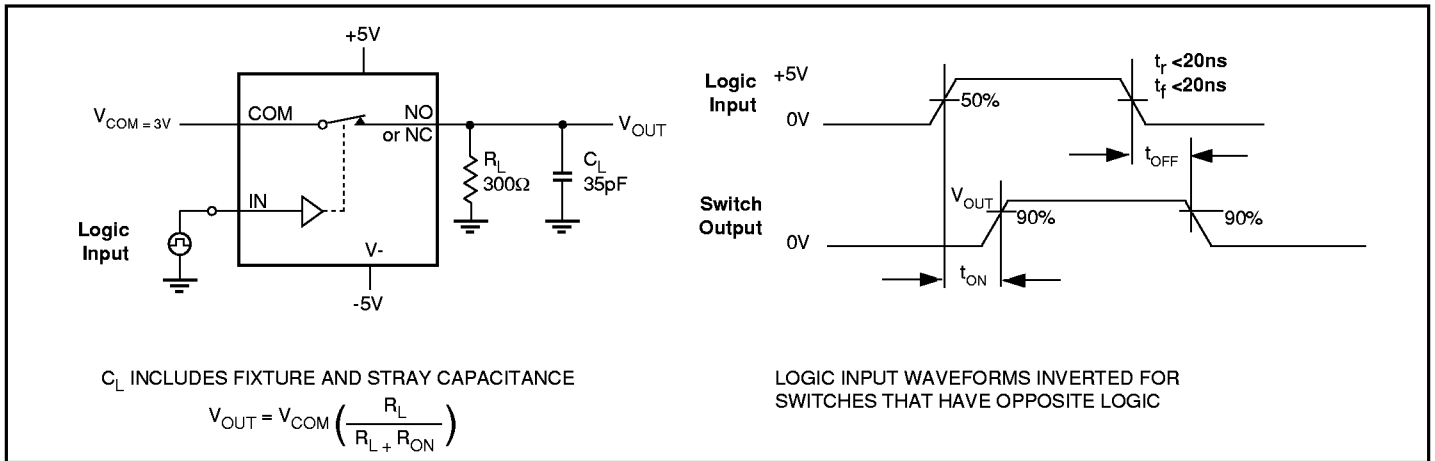 +5V
V_COM = 3V
COM
NO
or NC
V_OUT
R_L
300Ω
C_L
35pF
IN
Logic
Input
V-
-5V
C_L INCLUDES FIXTURE AND STRAY CAPACITANCE
V_OUT = V_COM ( R_L / R_L + R_ON )
Logic
Input
+5V
0V
50%
t_r <20ns
t_f <20ns
t_OFF
Switch
Output
V_OUT
0V
90%
90%
t_ON
LOGIC INPUT WAVEFORMS INVERTED FOR
SWITCHES THAT HAVE OPPOSITE LOGIC